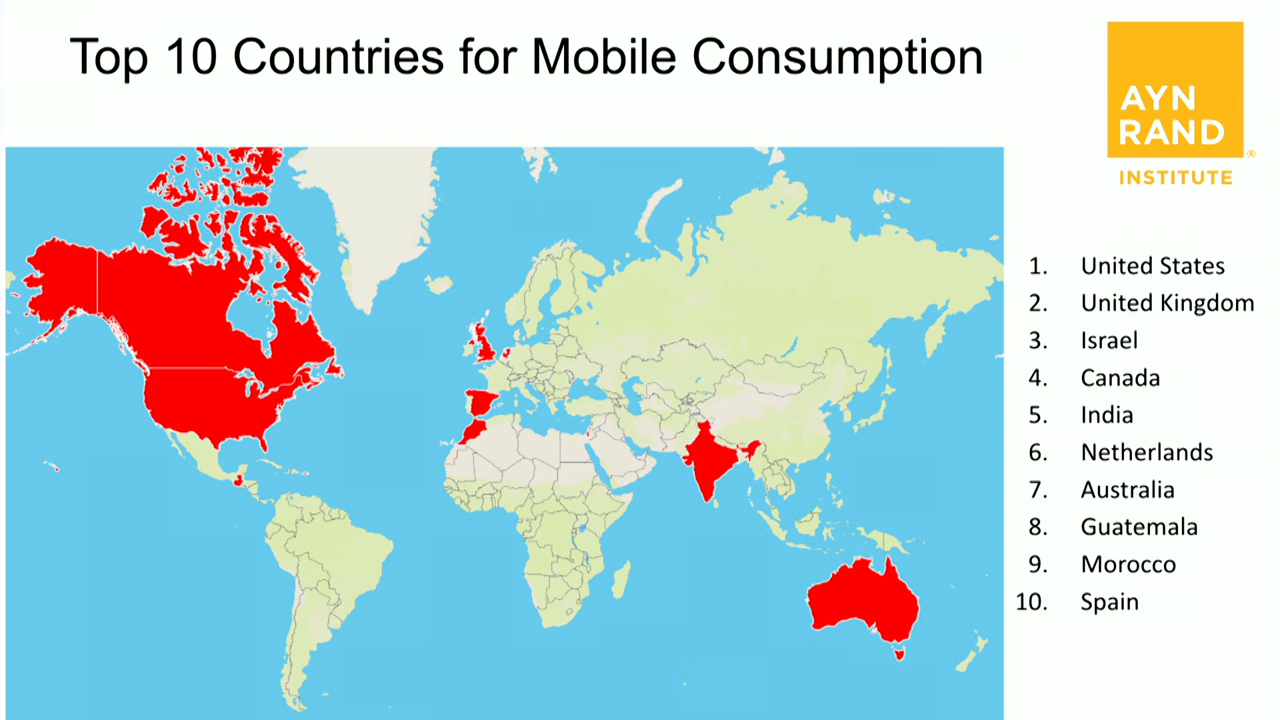 Top 10 Countries for Mobile Consumption
AYN
RAND
®
INSTITUTE
1. United States
2. United Kingdom
3. Israel
4. Canada
5. India
6. Netherlands
7. Australia
8. Guatemala
9. Morocco
10. Spain